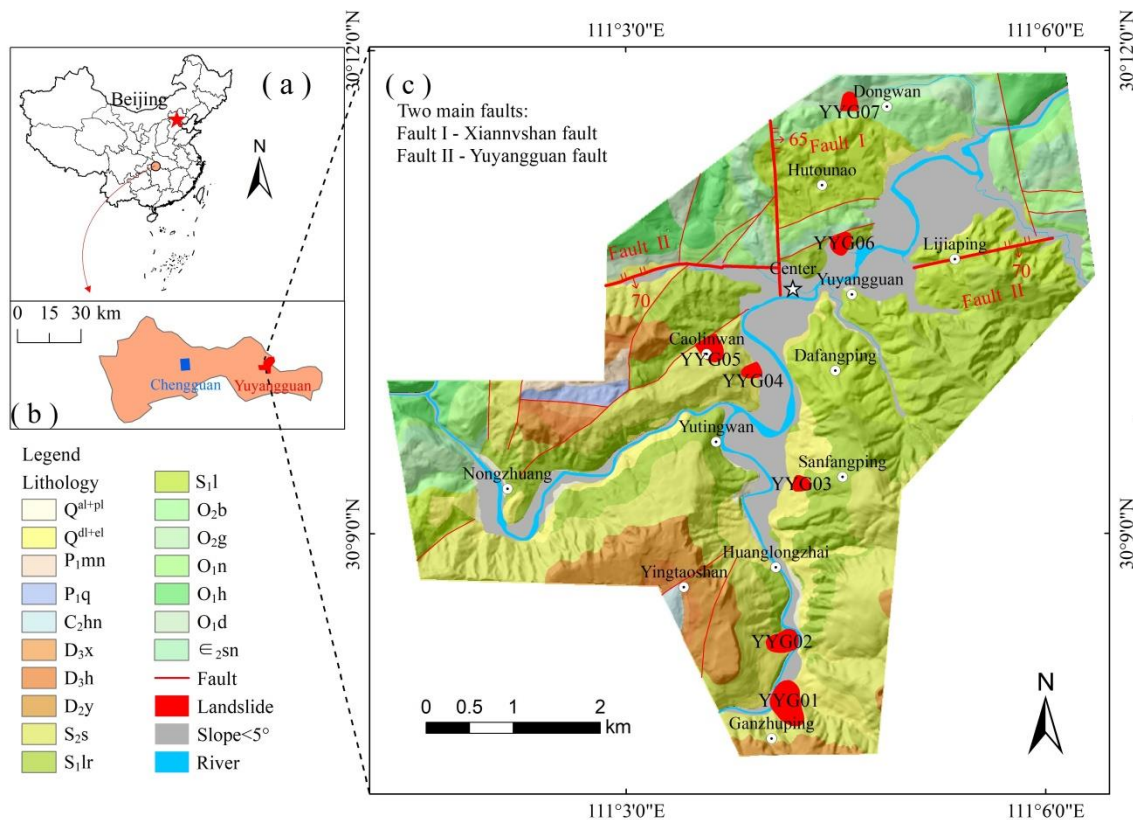 111°3'0"E
111°6'0"E
30°12'0"N
30°12'0"N
( a )
Beijing
N
( c )
Two main faults:
Fault I - Xiannvshan fault
Fault II - Yuyangguan fault
Dongwan
YYG07
65
Fault I
Hutounao
Fault II
YYG06
Lijiaping
Center
70
70
Yuyangguan
Fault II
0 15 30 km
Caolinwan
YYG05
YYG04
Dafangping
Chengguan
Yuyangguan
( b )
Yutingwan
Nongzhuang
Sanfangping
YYG03
30°9'0"N
30°9'0"N
Huanglongzhai
Yingtaoshan
YYG02
YYG01
Ganzhuping
N
0 0.5 1 2
km
Legend
Lithology
Qal+pl
Qdl+el
P₁mn
P₁q
C₂hn
D₃x
D₃h
D₂y
S₂s
S₁lr
S₁l
O₂b
O₂g
O₁n
O₁h
O₁d
∈₂sn
Fault
Landslide
Slope<5°
River
111°3'0"E
111°6'0"E